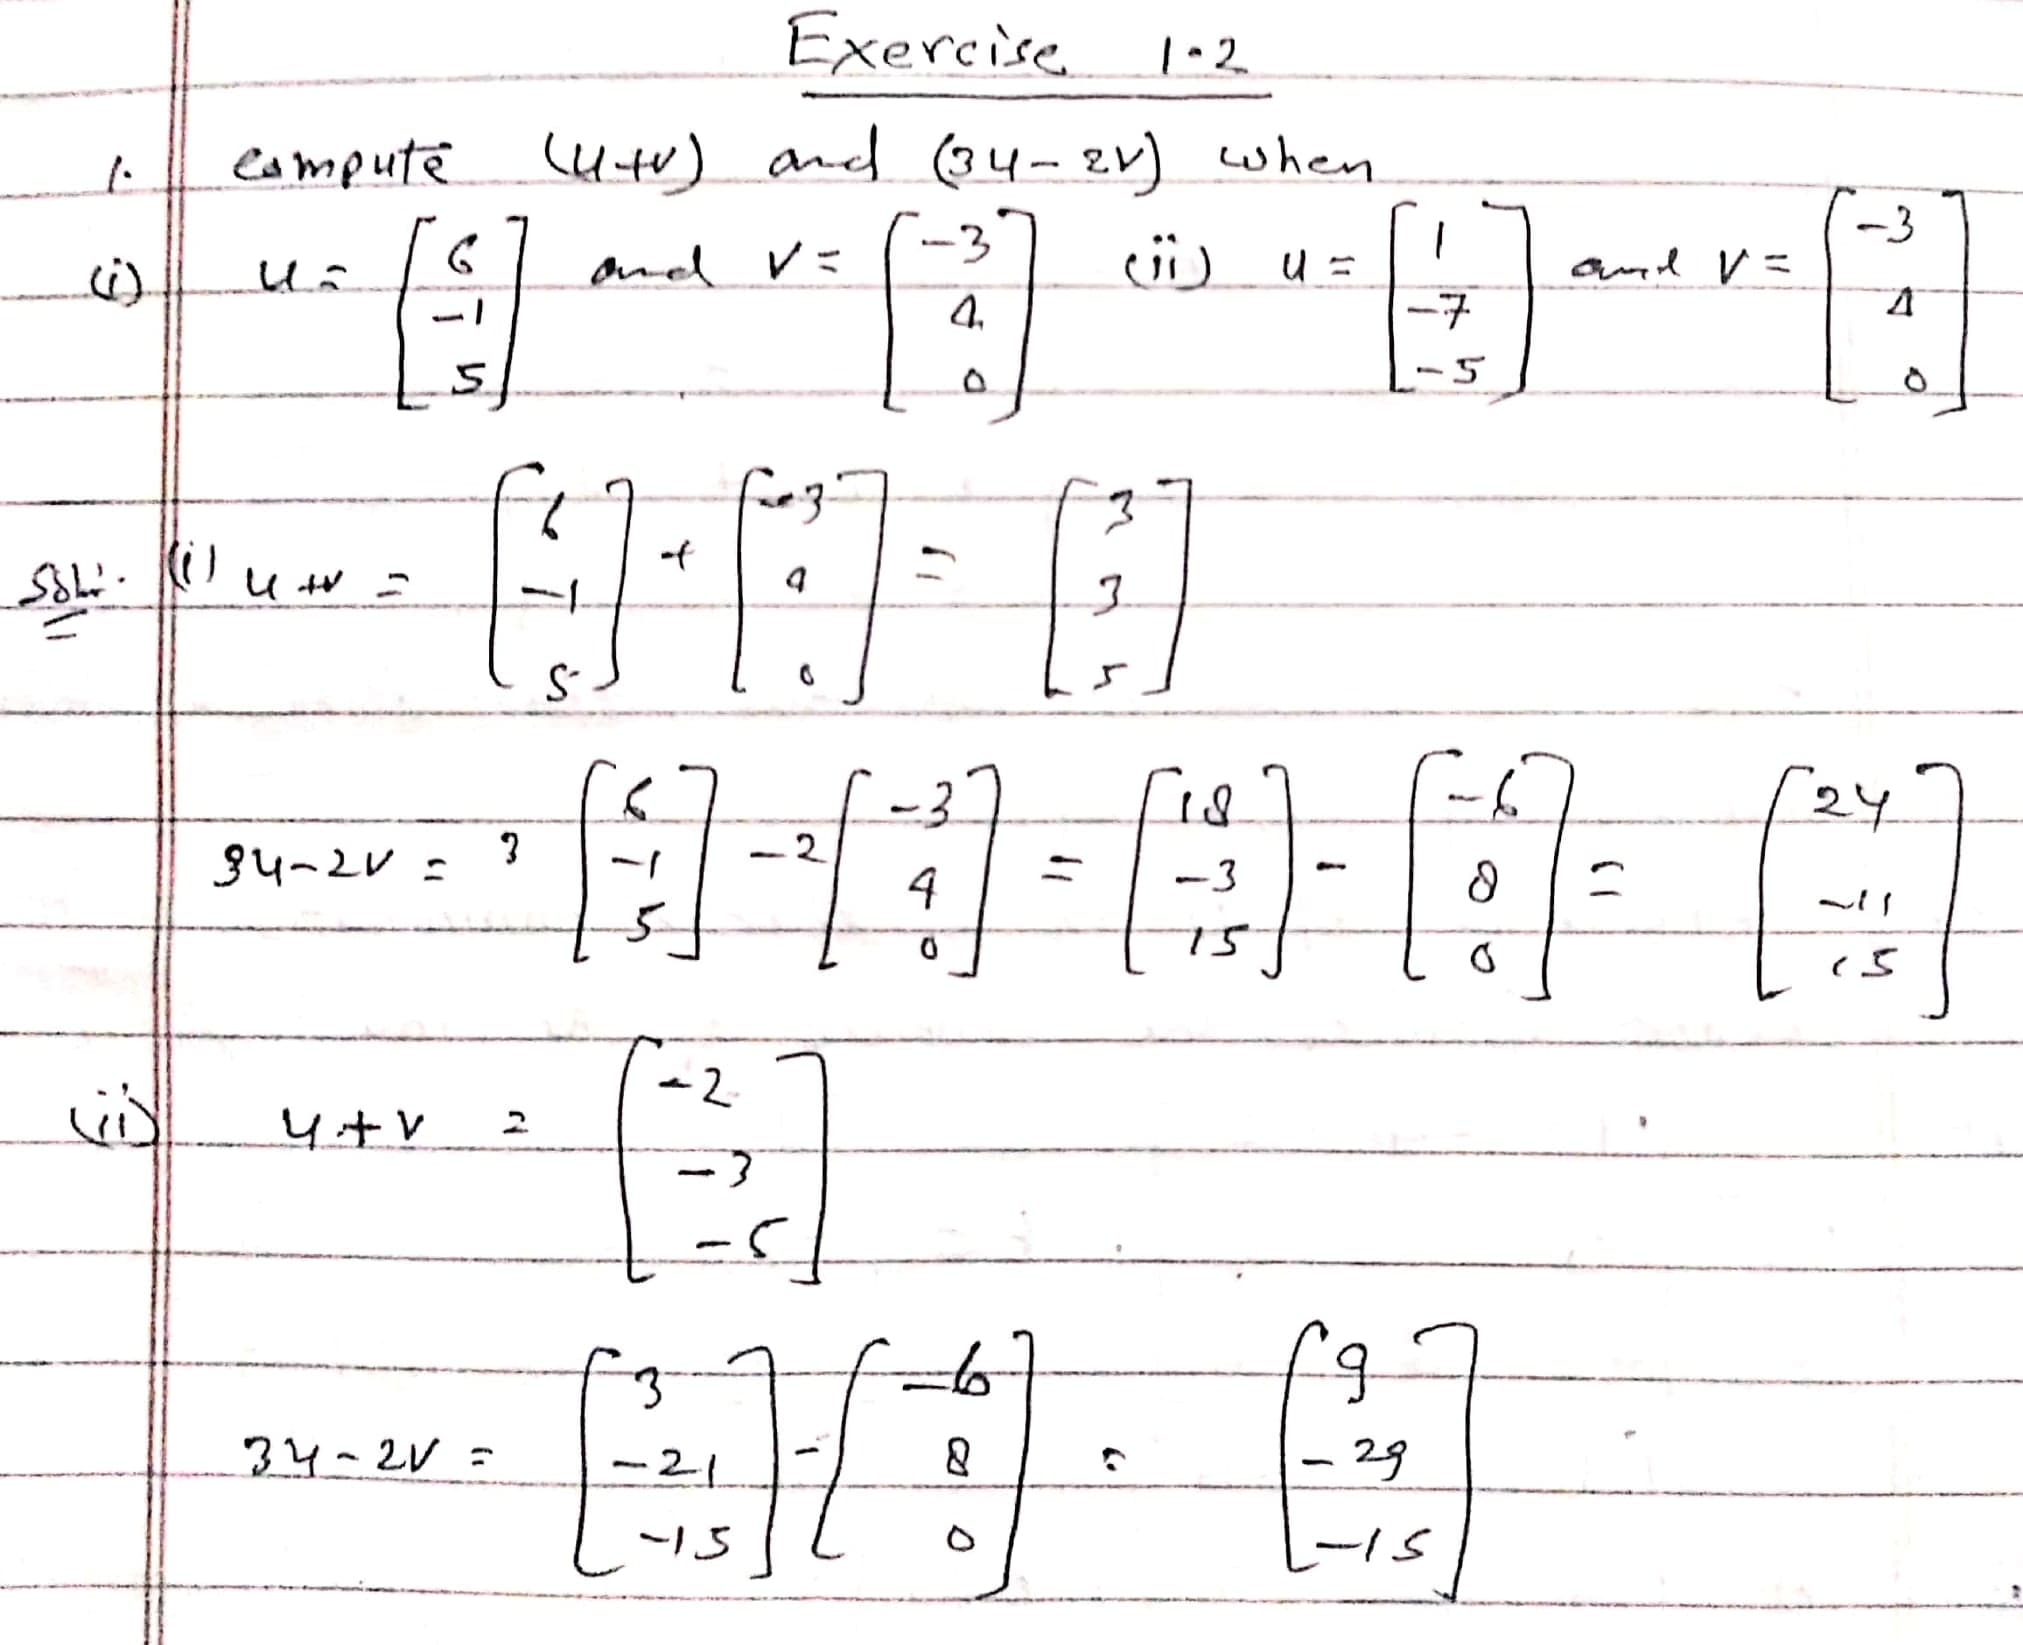 Exercise 1.2
1. compute (u+v) and (3u-2v) when
(i) u = [6 -1 5] and v = [-3 4 0] (ii) u = [1 -7 -5] and v = [-3 4 0]
Soln. (i) u+v = [6 -1 5] + [-3 4 0] = [3 3 5]
3u-2v = 3 [6 -1 5] -2 [-3 4 0] = [18 -3 15] - [-6 8 0] = [24 -11 15]
(ii) u+v = [-2 -3 -5]
3u-2v = [3 -21 -15] - [-6 8 0] = [9 -29 -15]